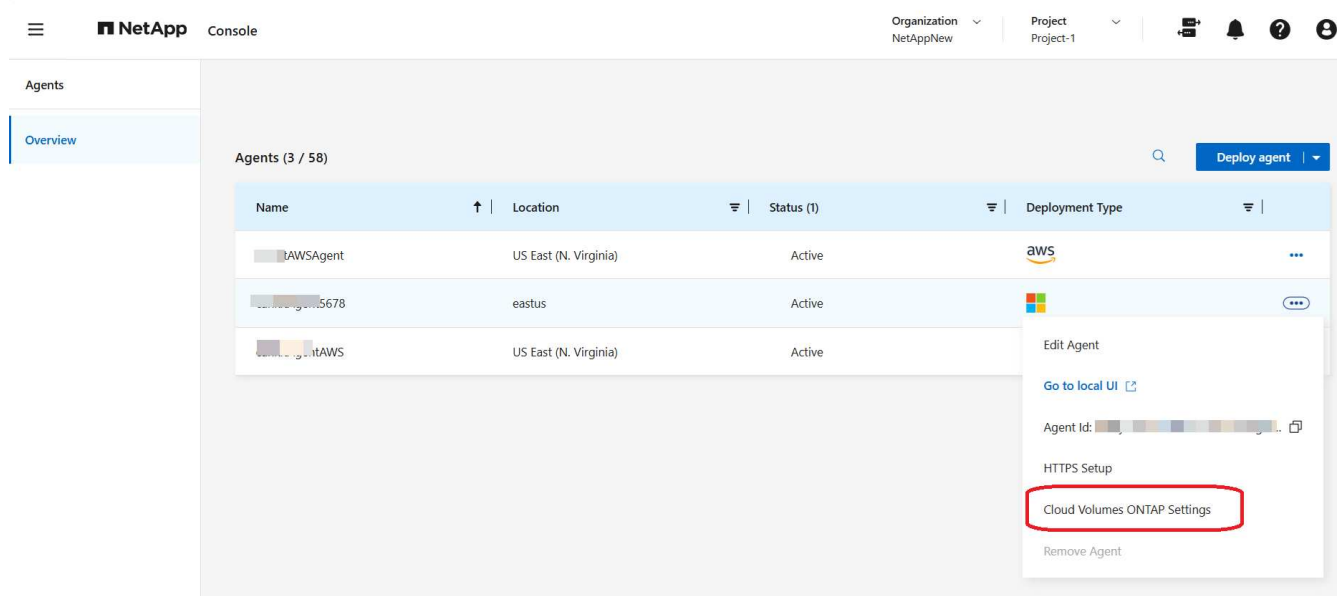 NetApp Console
Organization
NetAppNew
Project
Project-1
Agents
Overview
Agents (3 / 58)
Deploy agent
Name Location Status (1) Deployment Type
tAWSAgent US East (N. Virginia) Active aws
5678 eastus Active
ntAWS US East (N. Virginia) Active
Edit Agent
Go to local UI
Agent Id:
HTTPS Setup
Cloud Volumes ONTAP Settings
Remove Agent